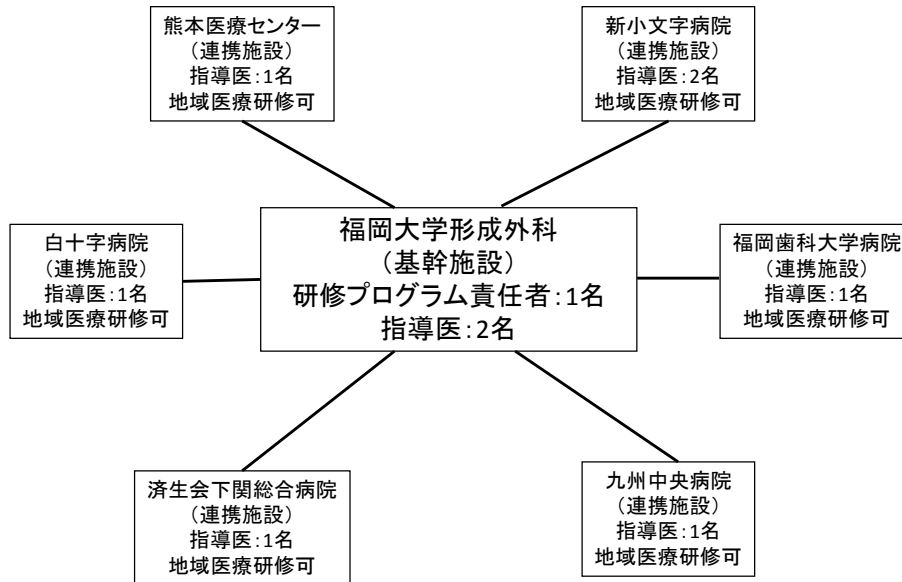 熊本医療センター
（連携施設）
指導医：1名
地域医療研修可
新小文字病院
（連携施設）
指導医：2名
地域医療研修可
福岡大学形成外科
（基幹施設）
研修プログラム責任者：1名
指導医：2名
白十字病院
（連携施設）
指導医：1名
地域医療研修可
福岡歯科大学病院
（連携施設）
指導医：1名
地域医療研修可
済生会下関総合病院
（連携施設）
指導医：1名
地域医療研修可
九州中央病院
（連携施設）
指導医：1名
地域医療研修可